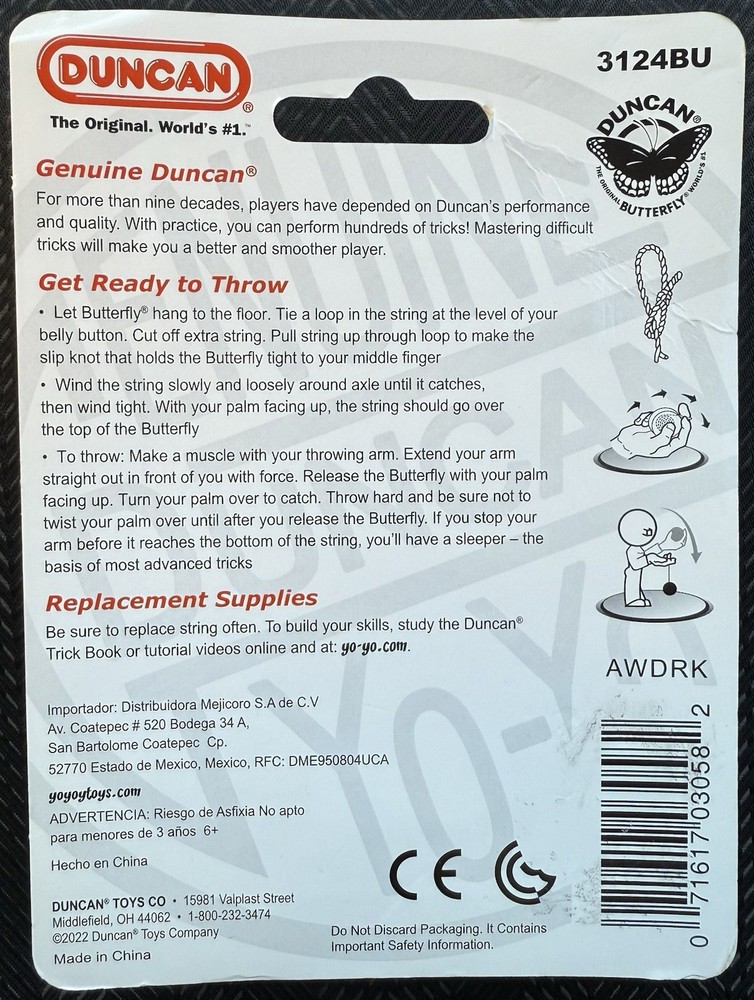 DUNCAN®
The Original. World's #1.™
3124BU
DUNCAN®
THE ORIGINAL WORLD'S #1
BUTTERFLY®
Genuine Duncan®
For more than nine decades, players have depended on Duncan's performance
and quality. With practice, you can perform hundreds of tricks! Mastering difficult
tricks will make you a better and smoother player.
Get Ready to Throw
• Let Butterfly® hang to the floor. Tie a loop in the string at the level of your
belly button. Cut off extra string. Pull string up through loop to make the
slip knot that holds the Butterfly tight to your middle finger
• Wind the string slowly and loosely around axle until it catches,
then wind tight. With your palm facing up, the string should go over
the top of the Butterfly
• To throw: Make a muscle with your throwing arm. Extend your arm
straight out in front of you with force. Release the Butterfly with your palm
facing up. Turn your palm over to catch. Throw hard and be sure not to
twist your palm over until after you release the Butterfly. If you stop your
arm before it reaches the bottom of the string, you'll have a sleeper – the
basis of most advanced tricks
Replacement Supplies
Be sure to replace string often. To build your skills, study the Duncan®
Trick Book or tutorial videos online and at: yo-yo.com.
AWDRK
Importador: Distribuidora Mejicoro S.A de C.V
Av. Coatepec # 520 Bodega 34 A,
San Bartolome Coatepec Cp.
52770 Estado de Mexico, Mexico, RFC: DME950804UCA
yoyoytoys.com
ADVERTENCIA: Riesgo de Asfixia No apto
para menores de 3 años 6+
Hecho en China
DUNCAN® TOYS CO • 15981 Valplast Street
Middlefield, OH 44062 • 1-800-232-3474
©2022 Duncan® Toys Company
Made in China
CE
Do Not Discard Packaging. It Contains
Important Safety Information.
0 71617 03058 2
GENUINE
DUNCAN
YO-YO